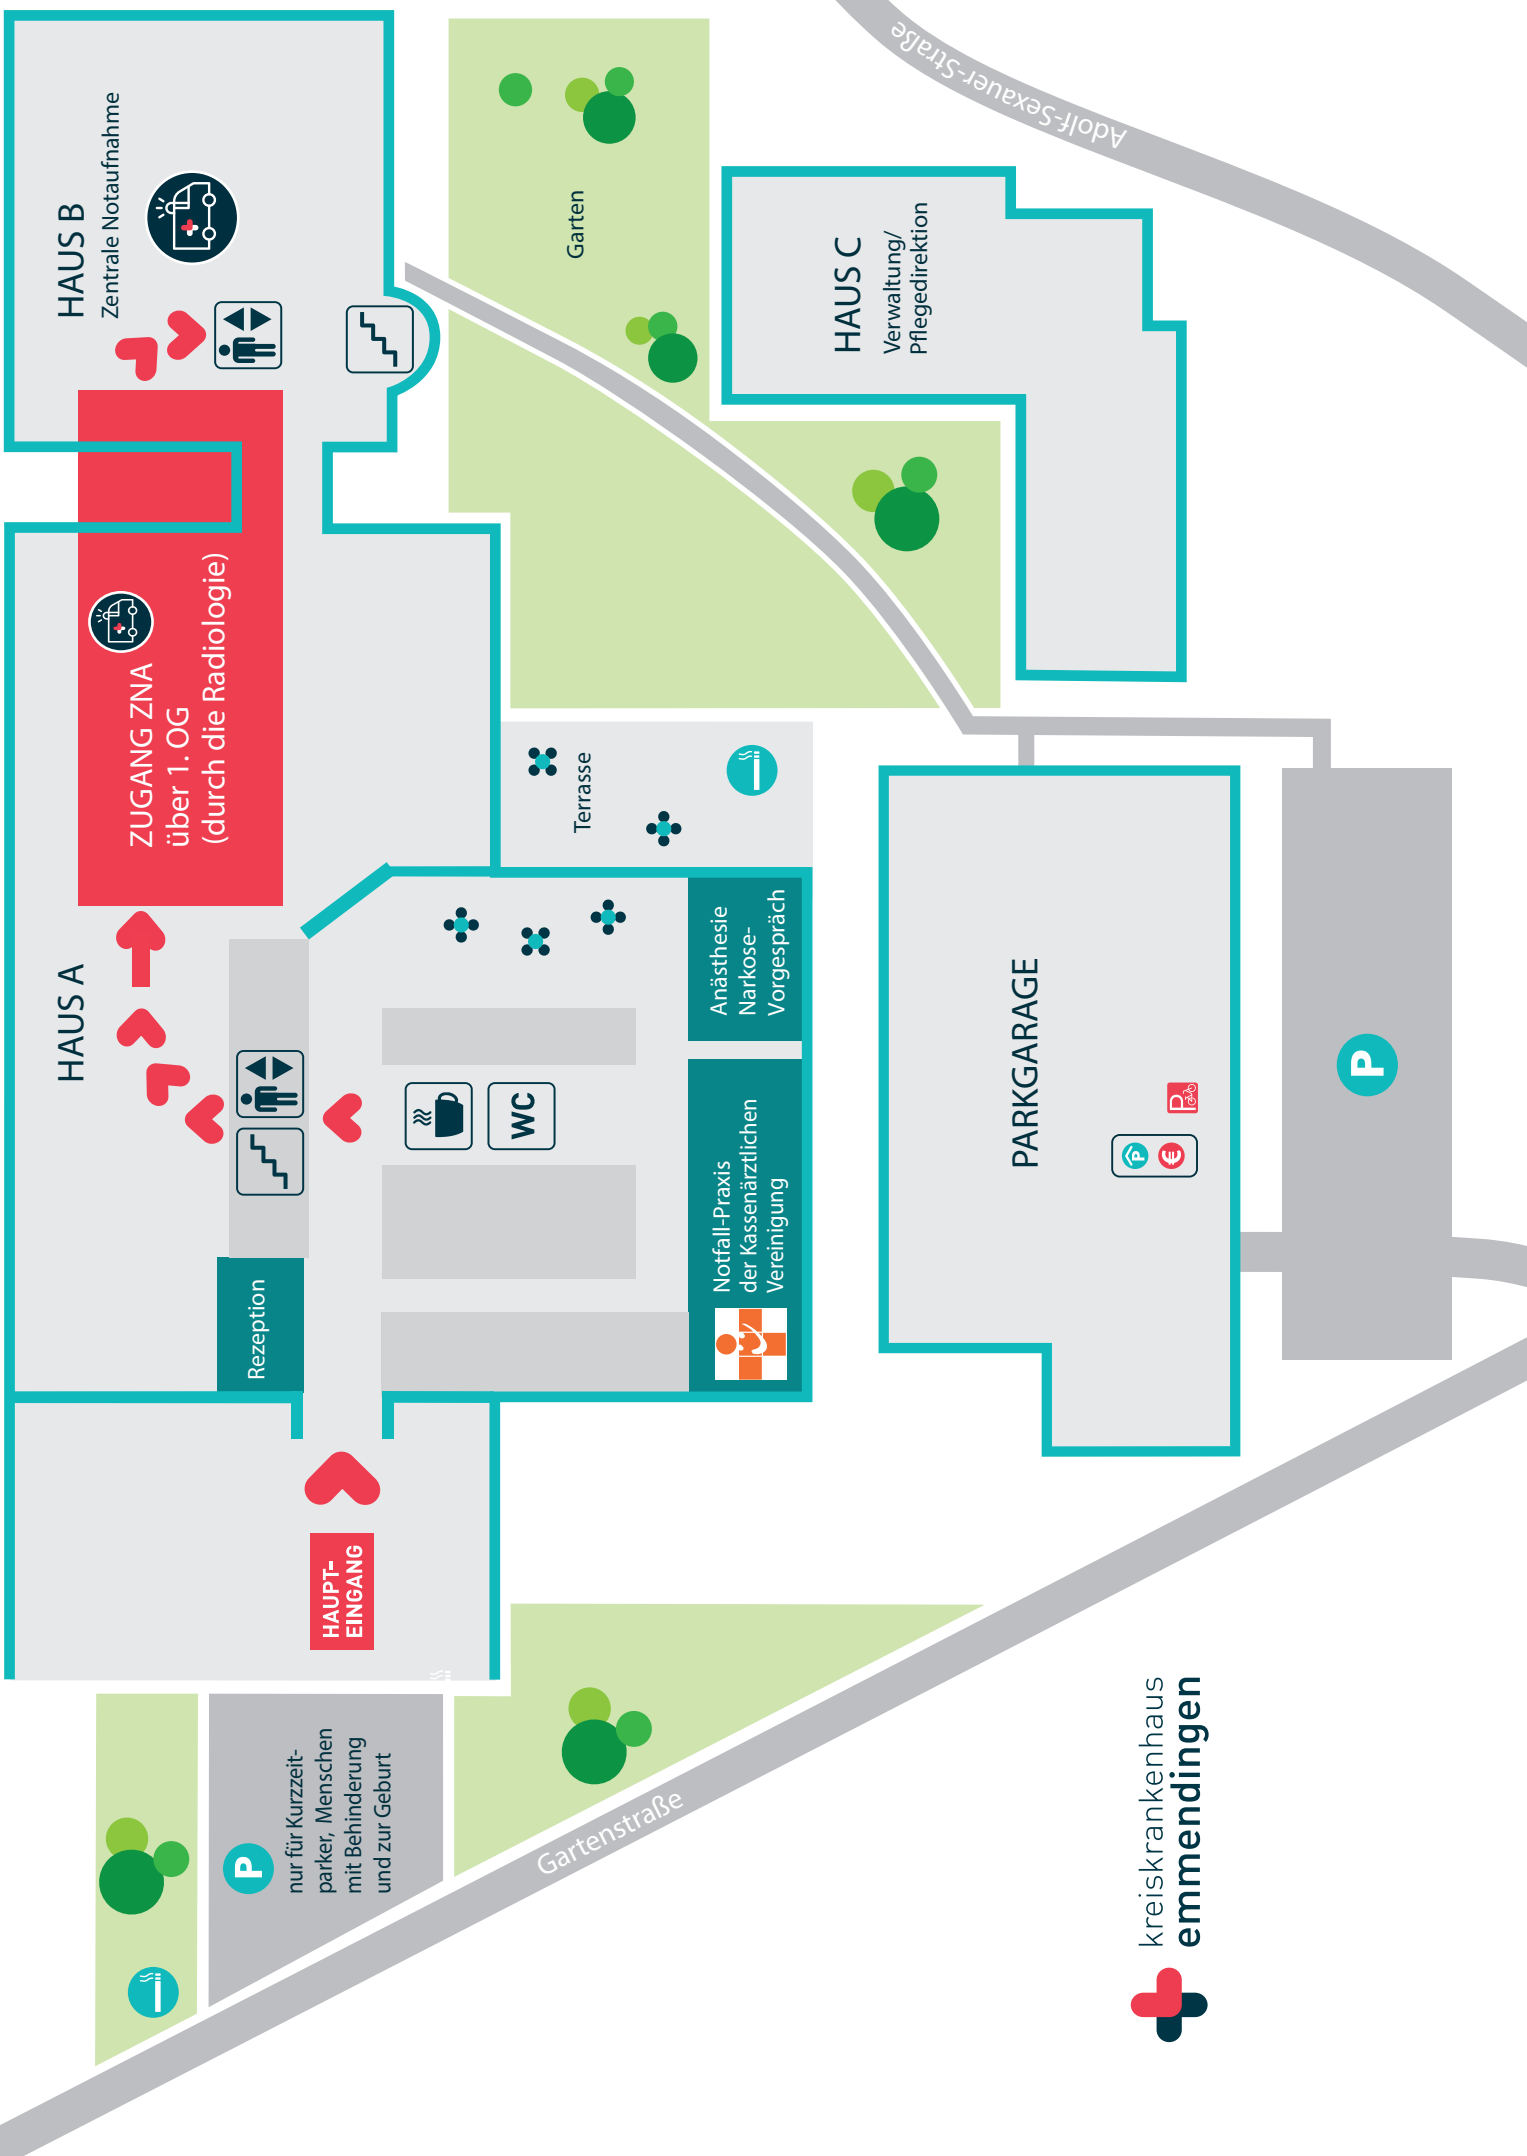 HAUS B
Zentrale Notaufnahme
HAUS A
ZUGANG ZNA
über 1. OG
(durch die Radiologie)
Garten
Adolf-Sexauer-Straße
HAUS C
Verwaltung/
Pflegedirektion
Terrasse
Anästhesie
Narkose-
Vorgespräch
WC
Notfall-Praxis
der Kassenärztlichen
Vereinigung
Rezeption
HAUPT-
EINGANG
PARKGARAGE
P
€
P
P
P
nur für Kurzzeit-
parker, Menschen
mit Behinderung
und zur Geburt
Gartenstraße
kreiskrankenhaus
emmendingen